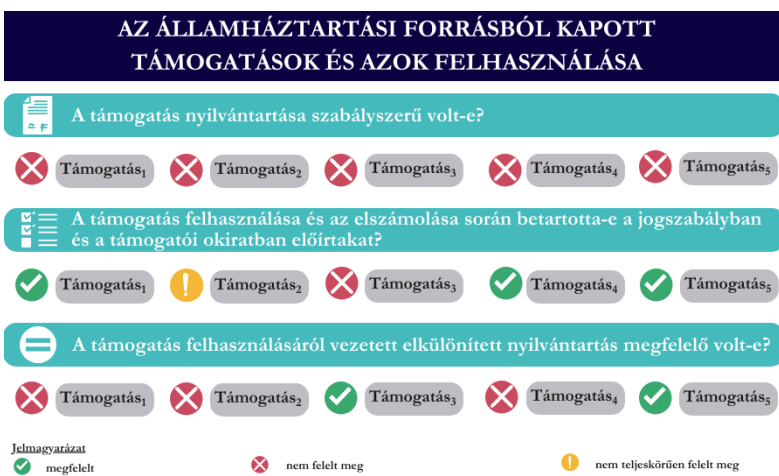 AZ ÁLLAMHÁZTARTÁSI FORRÁSBÓL KAPOTT
TÁMOGATÁSOK ÉS AZOK FELHASZNÁLÁSA
A támogatás nyilvántartása szabályszerű volt-e?
Támogatás₁ Támogatás₂ Támogatás₃ Támogatás₄ Támogatás₅
A támogatás felhasználása és az elszámolása során betartotta-e a jogszabályban
és a támogatói okiratban előírtakat?
Támogatás₁ Támogatás₂ Támogatás₃ Támogatás₄ Támogatás₅
A támogatás felhasználásáról vezetett elkülönített nyilvántartás megfelelő volt-e?
Támogatás₁ Támogatás₂ Támogatás₃ Támogatás₄ Támogatás₅
Jelmagyarázat
megfelelt nem felelt meg nem teljeskörűen felelt meg